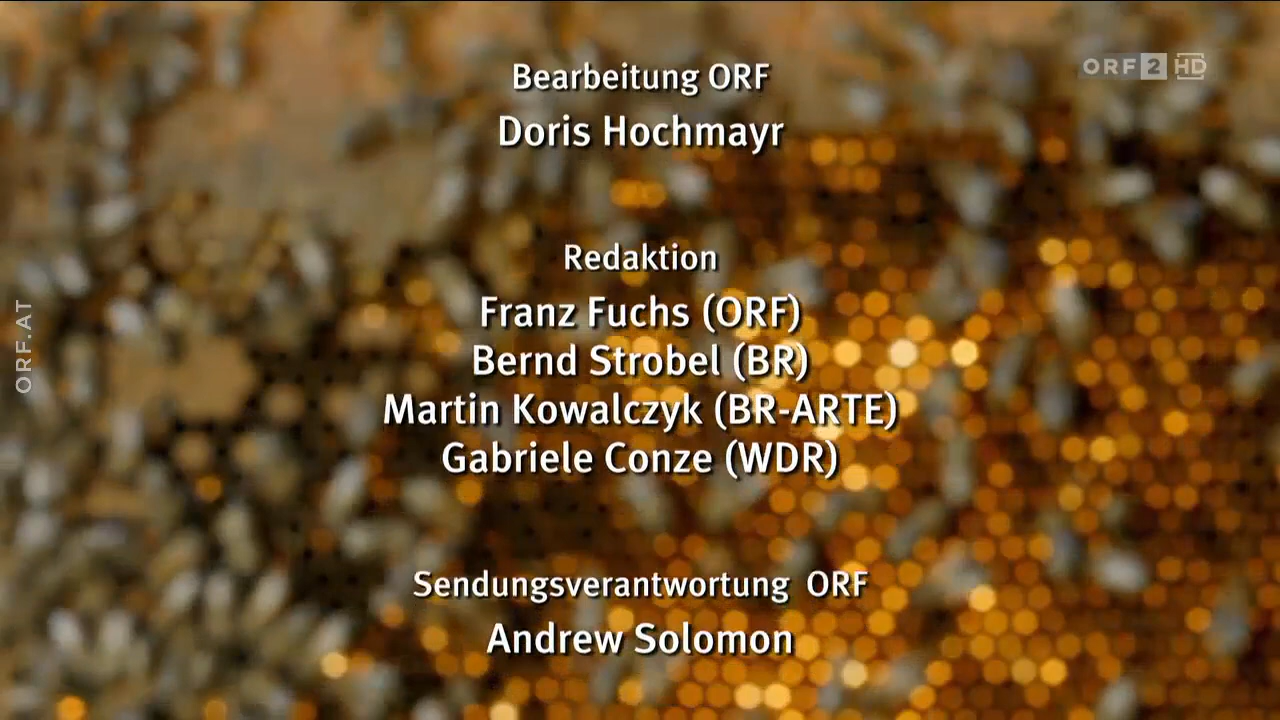 ORF 2 HD
Bearbeitung ORF
Doris Hochmayr
Redaktion
Franz Fuchs (ORF)
Bernd Strobel (BR)
Martin Kowalczyk (BR-ARTE)
Gabriele Conze (WDR)
Sendungsverantwortung ORF
Andrew Solomon
ORF.AT